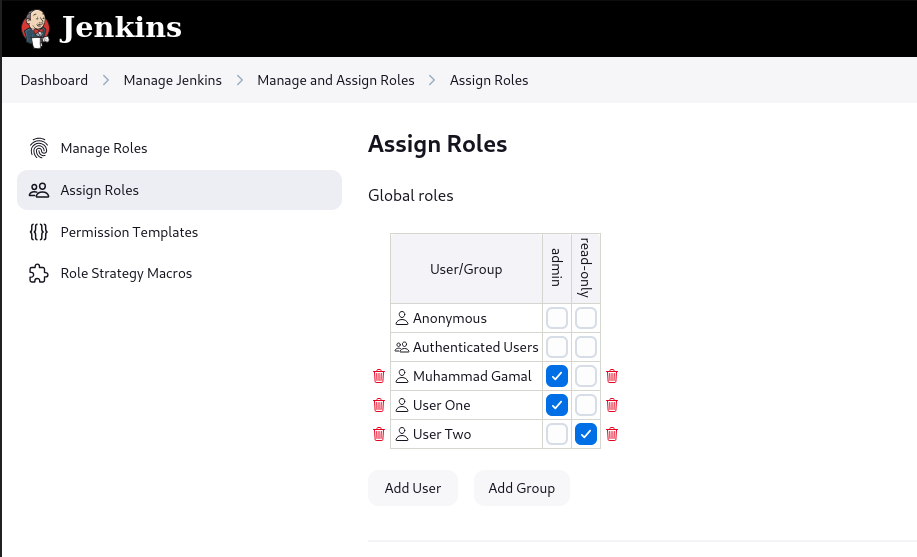 Jenkins
Dashboard > Manage Jenkins > Manage and Assign Roles > Assign Roles
Manage Roles
Assign Roles
Permission Templates
Role Strategy Macros
Assign Roles
Global roles
User/Group admin read-only
Anonymous
Authenticated Users
Muhammad Gamal
User One
User Two
Add User Add Group